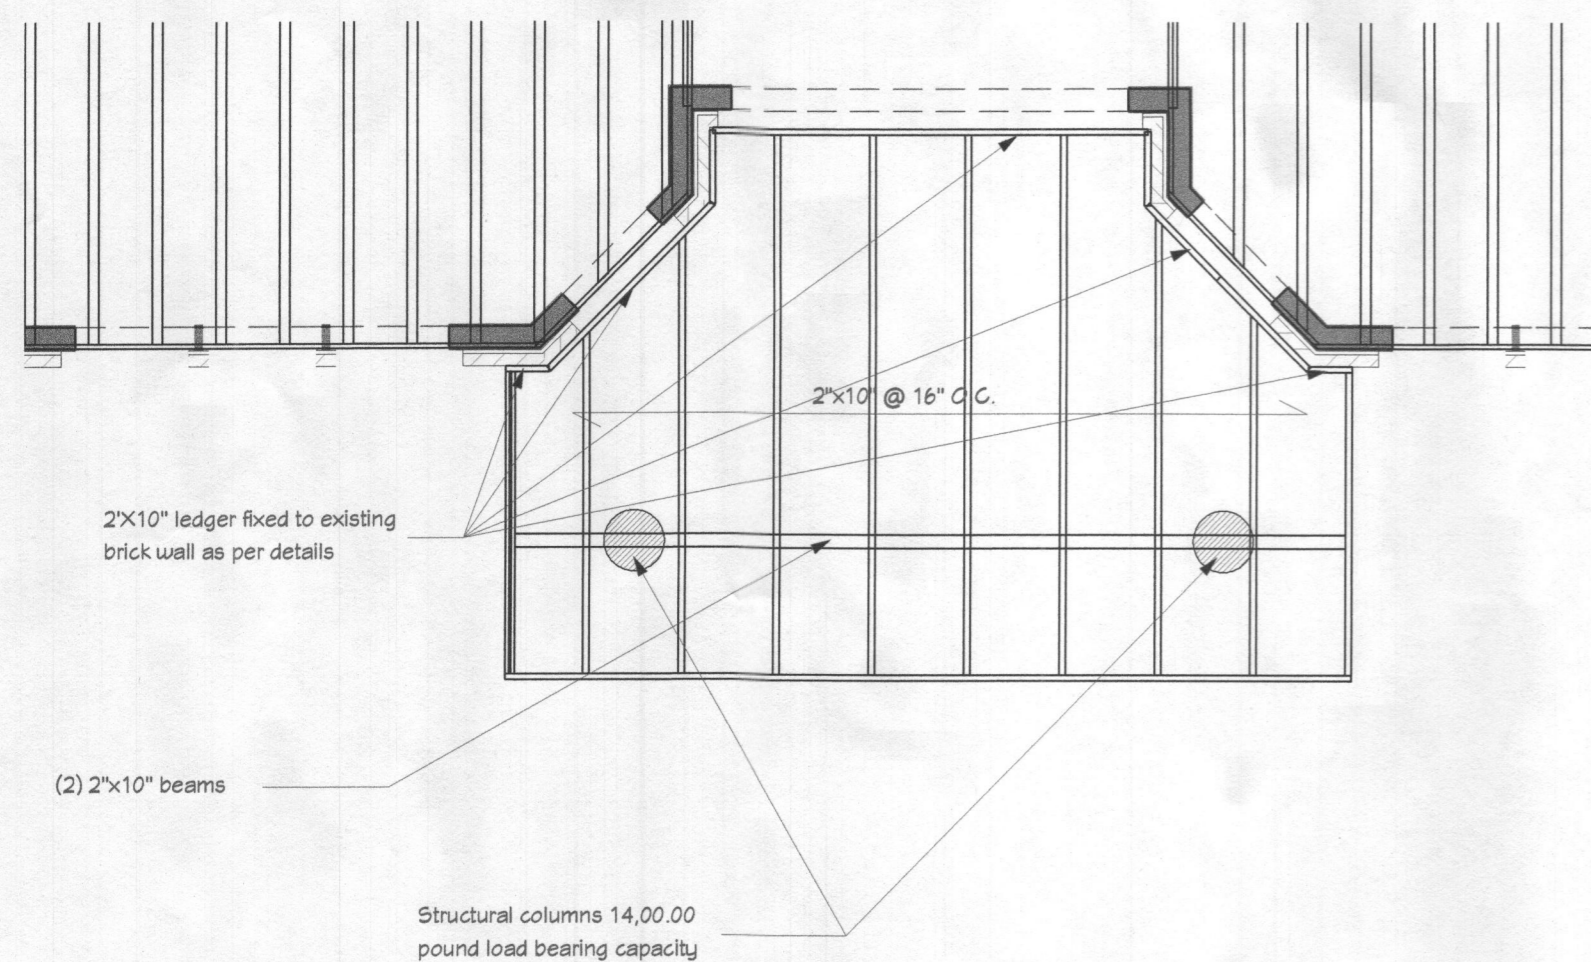 2"x10" @ 16" O.C.
2'X10" ledger fixed to existing
brick wall as per details
(2) 2"x10" beams
Structural columns 14,00.00
pound load bearing capacity